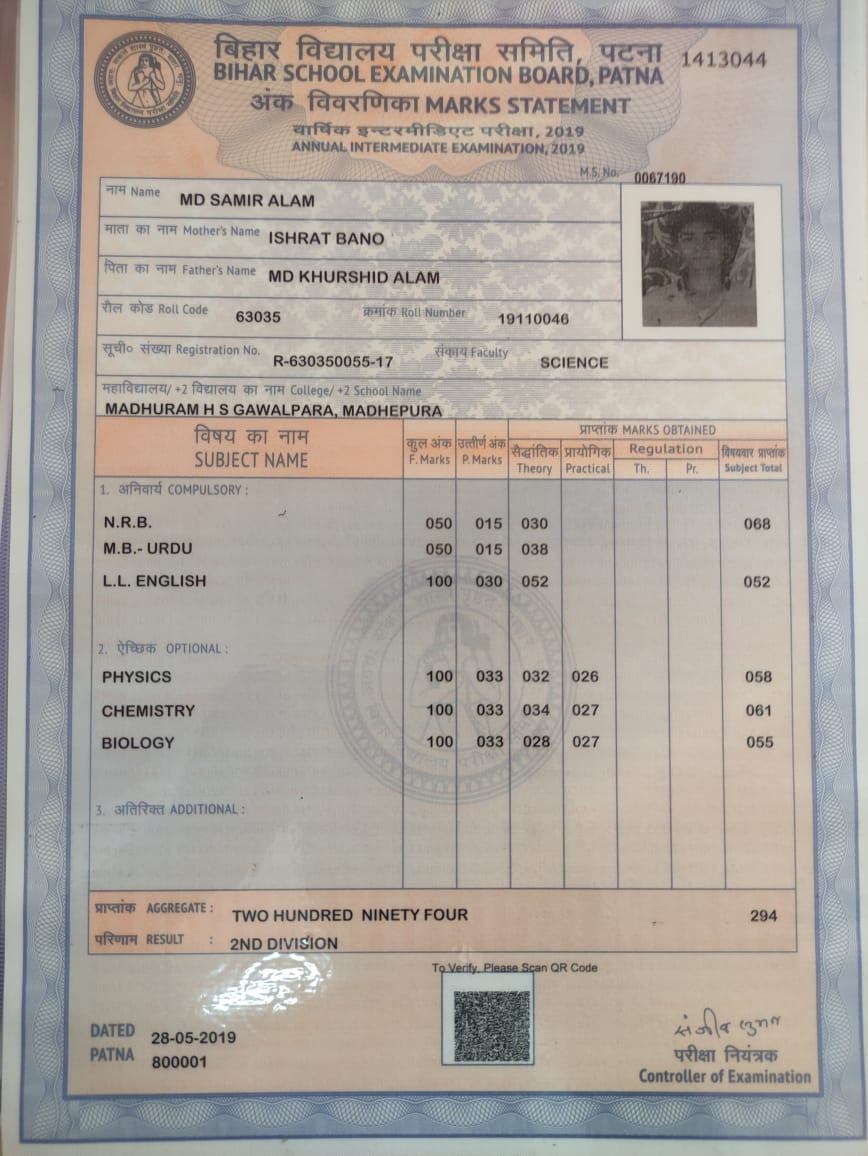 बिहार विद्यालय परीक्षा समिति, पटना
1413044
BIHAR SCHOOL EXAMINATION BOARD, PATNA
अंक विवरणिका MARKS STATEMENT
वार्षिक इन्टरमीडिएट परीक्षा, 2019
ANNUAL INTERMEDIATE EXAMINATION, 2019
M.S. No. 0067190
नाम Name MD SAMIR ALAM
माता का नाम Mother's Name ISHRAT BANO
पिता का नाम Father's Name MD KHURSHID ALAM
रौल कोड Roll Code 63035 क्रमांक Roll Number 19110046
सूची० संख्या Registration No. R-630350055-17 संकाय Faculty SCIENCE
महाविद्यालय/ +2 विद्यालय का नाम College/ +2 School Name
MADHURAM H S GAWALPARA, MADHEPURA
विषय का नाम SUBJECT NAME कुल अंक F. Marks उत्तीर्ण अंक P. Marks प्राप्तांक MARKS OBTAINED
सैद्धांतिक Theory प्रायोगिक Practical Regulation Th. Pr. विषयवार प्राप्तांक Subject Total
1. अनिवार्य COMPULSORY :
N.R.B. 050 015 030 068
M.B.- URDU 050 015 038
L.L. ENGLISH 100 030 052 052
2. ऐच्छिक OPTIONAL :
PHYSICS 100 033 032 026 058
CHEMISTRY 100 033 034 027 061
BIOLOGY 100 033 028 027 055
3. अतिरिक्त ADDITIONAL :
प्राप्तांक AGGREGATE : TWO HUNDRED NINETY FOUR 294
परिणाम RESULT : 2ND DIVISION
To Verify, Please Scan QR Code
DATED 28-05-2019
PATNA 800001
परीक्षा नियंत्रक
Controller of Examination